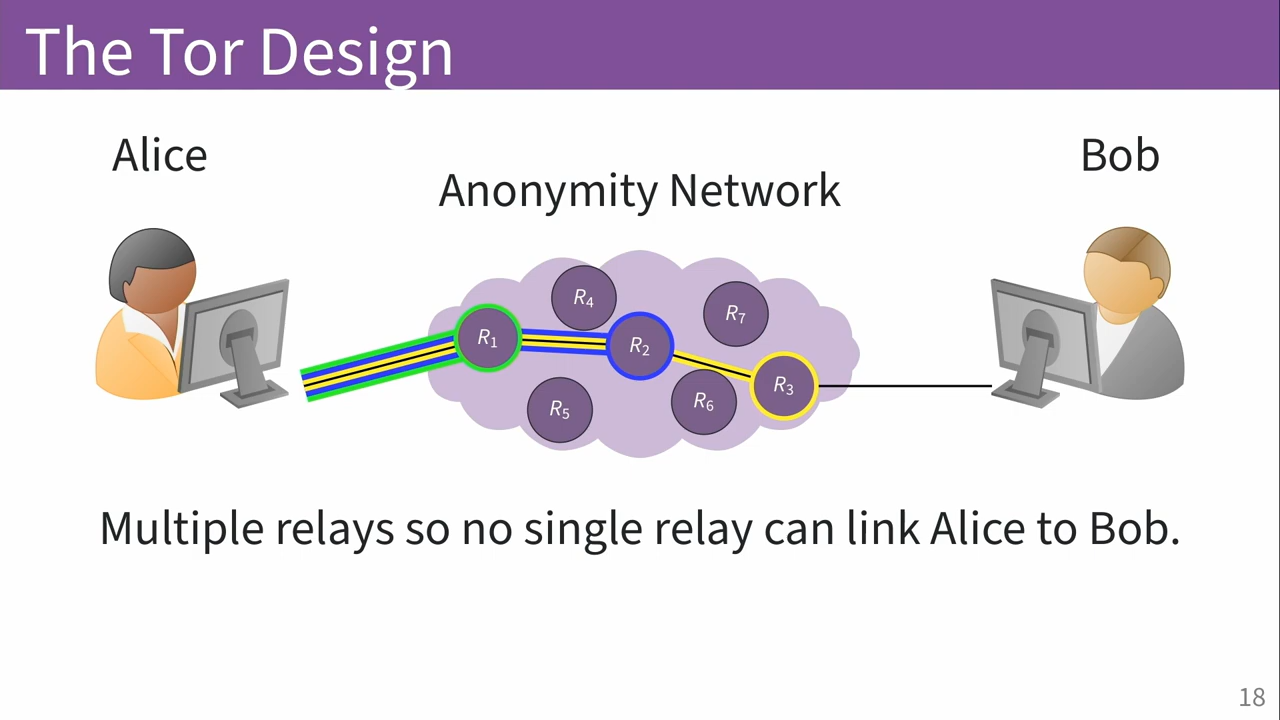 The Tor Design
Alice
Bob
Anonymity Network
R4
R7
R1
R2
R3
R6
R5
Multiple relays so no single relay can link Alice to Bob.
18